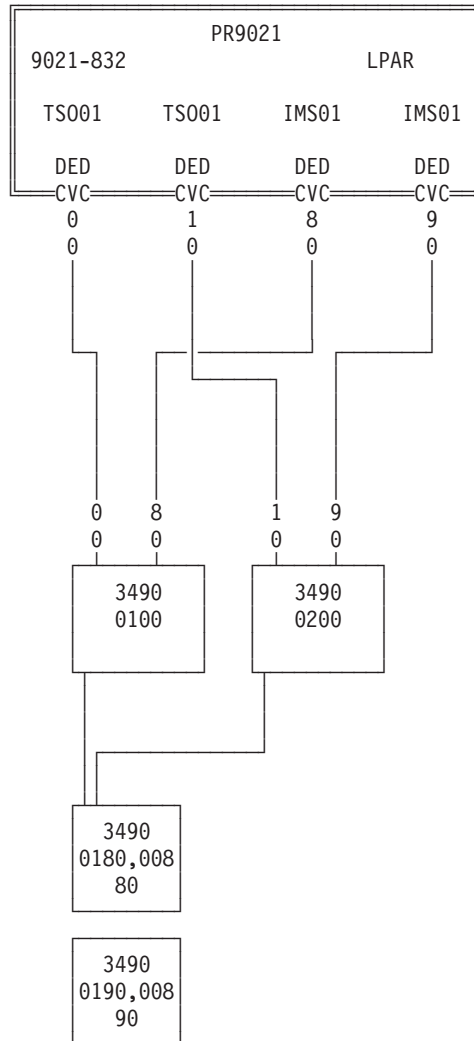 PR9021
9021-832 LPAR
TSO01 TSO01 IMS01 IMS01
DED DED DED DED
CVC CVC CVC CVC
0 1 8 9
0 0 0 0
0 8 1 9
0 0 0 0
3490 3490
0100 0200
3490
0180,008
80
3490
0190,008
90